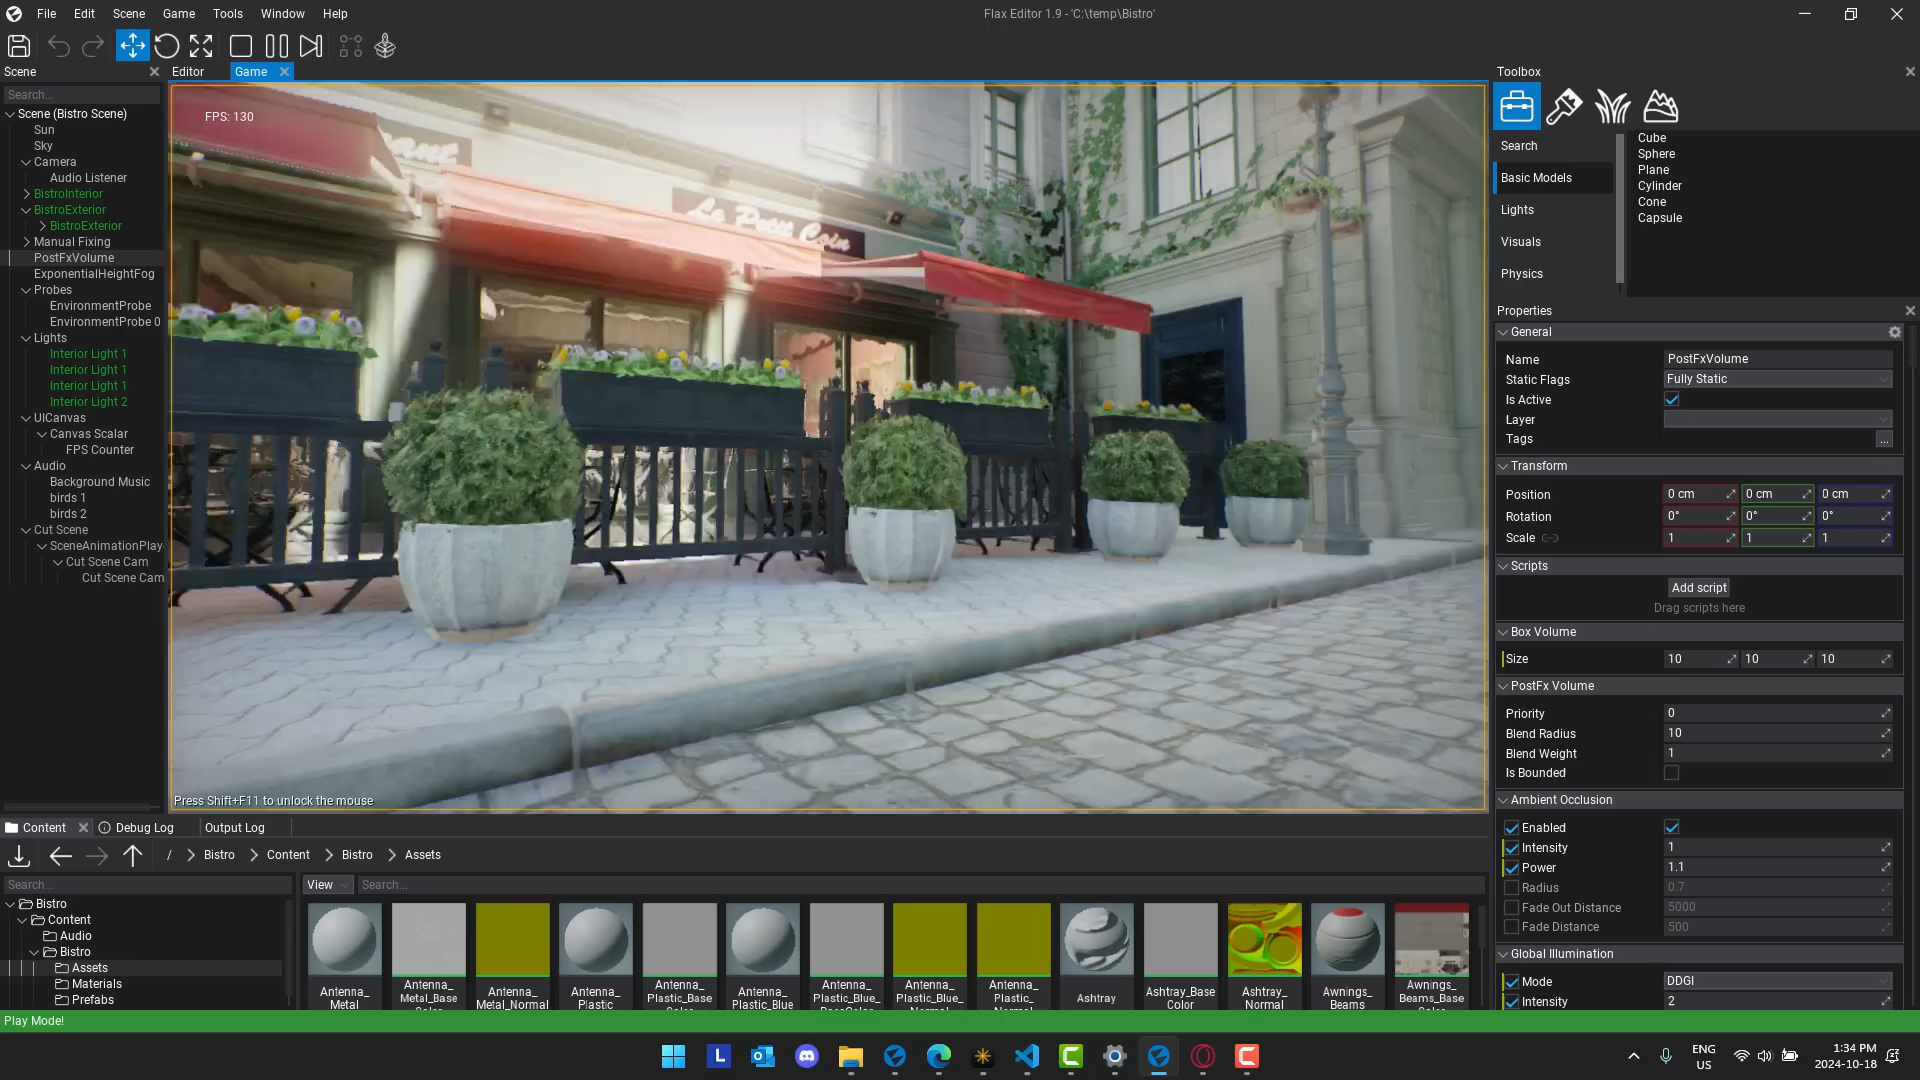 File Edit Scene Game Tools Window Help
Flax Editor 1.9 - 'C:\temp\Bistro'
Scene
Editor
Game
Toolbox
Search...
Scene (Bistro Scene)
Sun
Sky
Camera
Audio Listener
BistroInterior
BistroExterior
BistroExterior
Manual Fixing
PostFxVolume
ExponentialHeightFog
Probes
EnvironmentProbe
EnvironmentProbe 0
Lights
Interior Light 1
Interior Light 1
Interior Light 1
Interior Light 2
UICanvas
Canvas Scalar
FPS Counter
Audio
Background Music
birds 1
birds 2
Cut Scene
SceneAnimationPlaye
Cut Scene Cam
Cut Scene Cam
FPS: 130
Le Petit Coin
Press Shift+F11 to unlock the mouse
Search
Basic Models
Lights
Visuals
Physics
Cube
Sphere
Plane
Cylinder
Cone
Capsule
Properties
General
Name PostFxVolume
Static Flags Fully Static
Is Active
Layer
Tags ...
Transform
Position 0 cm 0 cm 0 cm
Rotation 0° 0° 0°
Scale 1 1 1
Scripts
Add script
Drag scripts here
Box Volume
Size 10 10 10
PostFx Volume
Priority 0
Blend Radius 10
Blend Weight 1
Is Bounded
Ambient Occlusion
Enabled
Intensity 1
Power 1.1
Radius 0.7
Fade Out Distance 5000
Fade Distance 500
Global Illumination
Mode DDGI
Intensity 2
Content
Debug Log
Output Log
/ Bistro Content Bistro Assets
Search...
View
Search...
Bistro
Content
Audio
Bistro
Assets
Materials
Prefabs
Antenna_
Metal
Antenna_
Metal_Base
Antenna_
Metal_Normal
Antenna_
Plastic
Antenna_
Plastic_Base
Antenna_
Plastic_Blue
Antenna_
Plastic_Blue_
Antenna_
Plastic_Blue_
Antenna_
Plastic_
Ashtray
Ashtray_Base
Color
Ashtray_
Normal
Awnings_
Beams
Awnings_
Beams_Base
Play Mode!
L
C
C
ENG
US
1:34 PM
2024-10-18